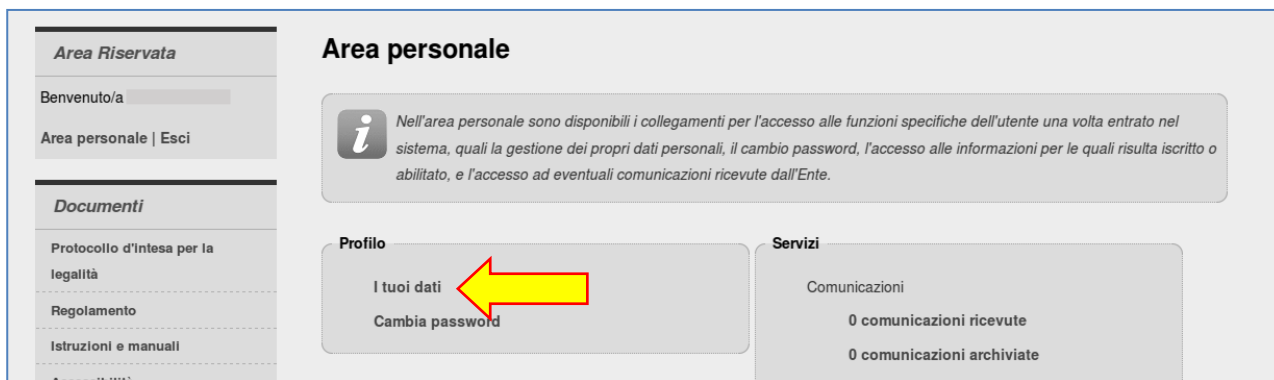 Area Riservata
Benvenuto/a
Area personale | Esci
Documenti
Protocollo d'intesa per la
legalità
Regolamento
Istruzioni e manuali
Area personale
Nell'area personale sono disponibili i collegamenti per l'accesso alle funzioni specifiche dell'utente una volta entrato nel
sistema, quali la gestione dei propri dati personali, il cambio password, l'accesso alle informazioni per le quali risulta iscritto o
abilitato, e l'accesso ad eventuali comunicazioni ricevute dall'Ente.
Profilo
I tuoi dati
Cambia password
Servizi
Comunicazioni
0 comunicazioni ricevute
0 comunicazioni archiviate